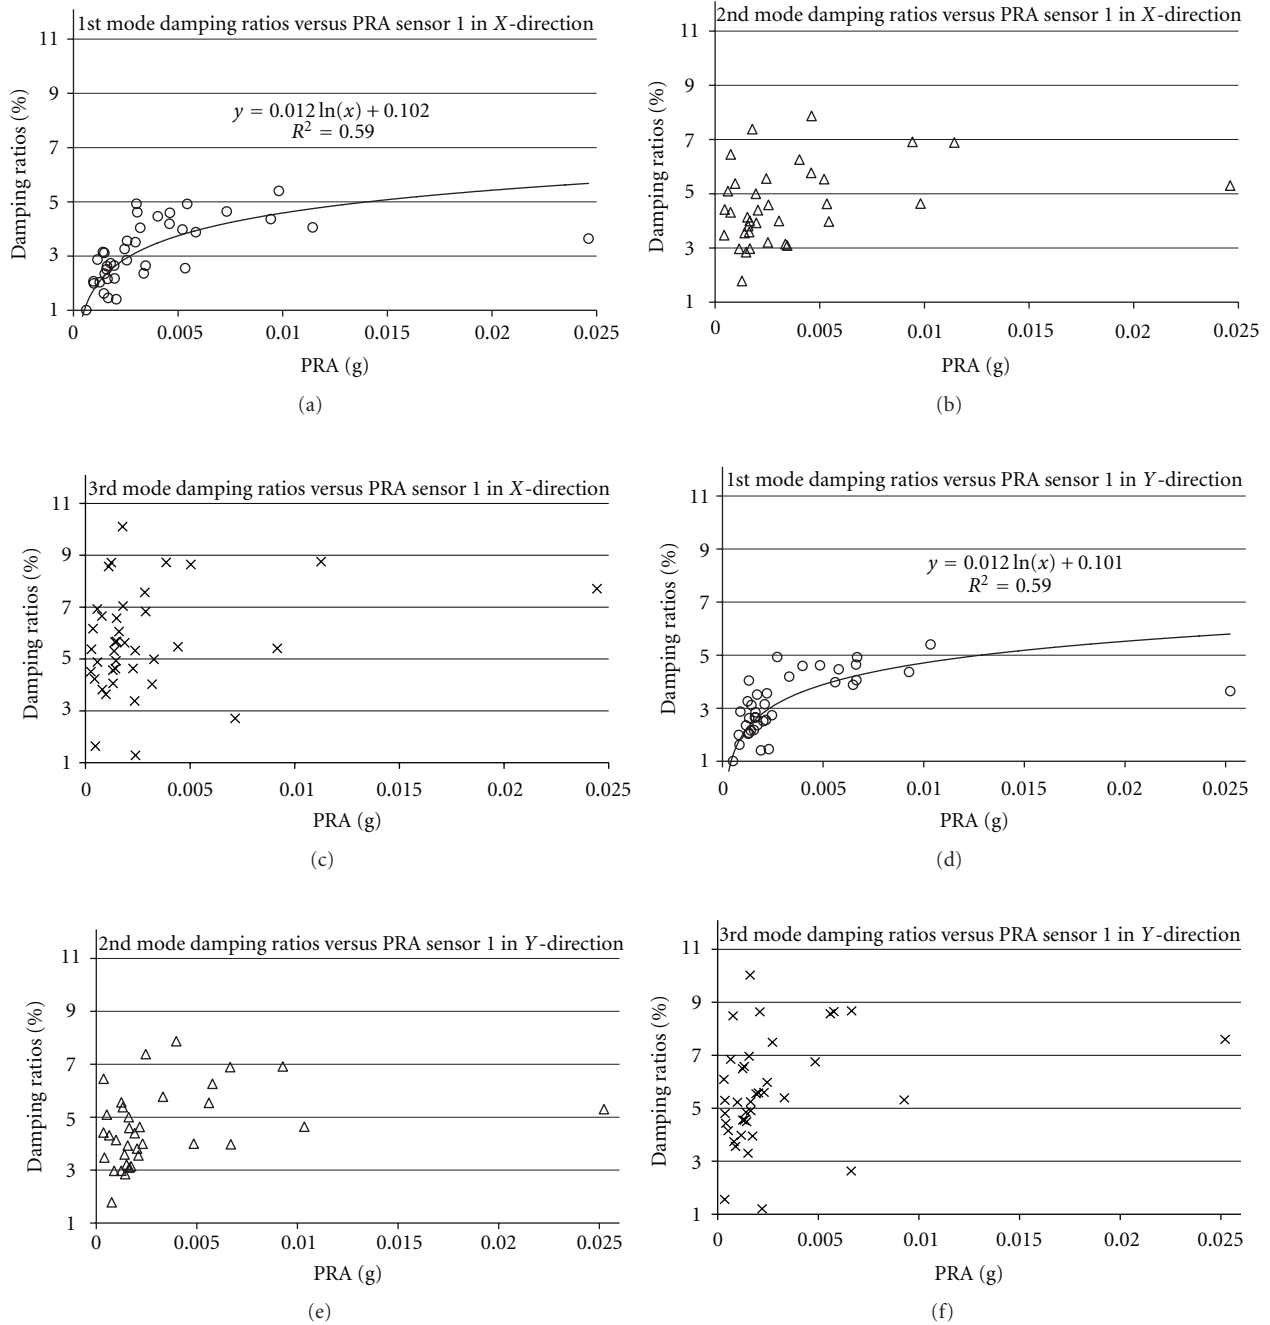 1st mode damping ratios versus PRA sensor 1 in X-direction
11
9
7
5
3
1
Damping ratios (%)
y = 0.012 ln(x) + 0.102
R² = 0.59
0 0.005 0.01 0.015 0.02 0.025
PRA (g)
(a)
2nd mode damping ratios versus PRA sensor 1 in X-direction
11
9
7
5
3
1
Damping ratios (%)
0 0.005 0.01 0.015 0.02 0.025
PRA (g)
(b)
3rd mode damping ratios versus PRA sensor 1 in X-direction
11
9
7
5
3
1
Damping ratios (%)
0 0.005 0.01 0.015 0.02 0.025
PRA (g)
(c)
1st mode damping ratios versus PRA sensor 1 in Y-direction
11
9
7
5
3
1
Damping ratios (%)
y = 0.012 ln(x) + 0.101
R² = 0.59
0 0.005 0.01 0.015 0.02 0.025
PRA (g)
(d)
2nd mode damping ratios versus PRA sensor 1 in Y-direction
11
9
7
5
3
1
Damping ratios (%)
0 0.005 0.01 0.015 0.02 0.025
PRA (g)
(e)
3rd mode damping ratios versus PRA sensor 1 in Y-direction
11
9
7
5
3
1
Damping ratios (%)
0 0.005 0.01 0.015 0.02 0.025
PRA (g)
(f)